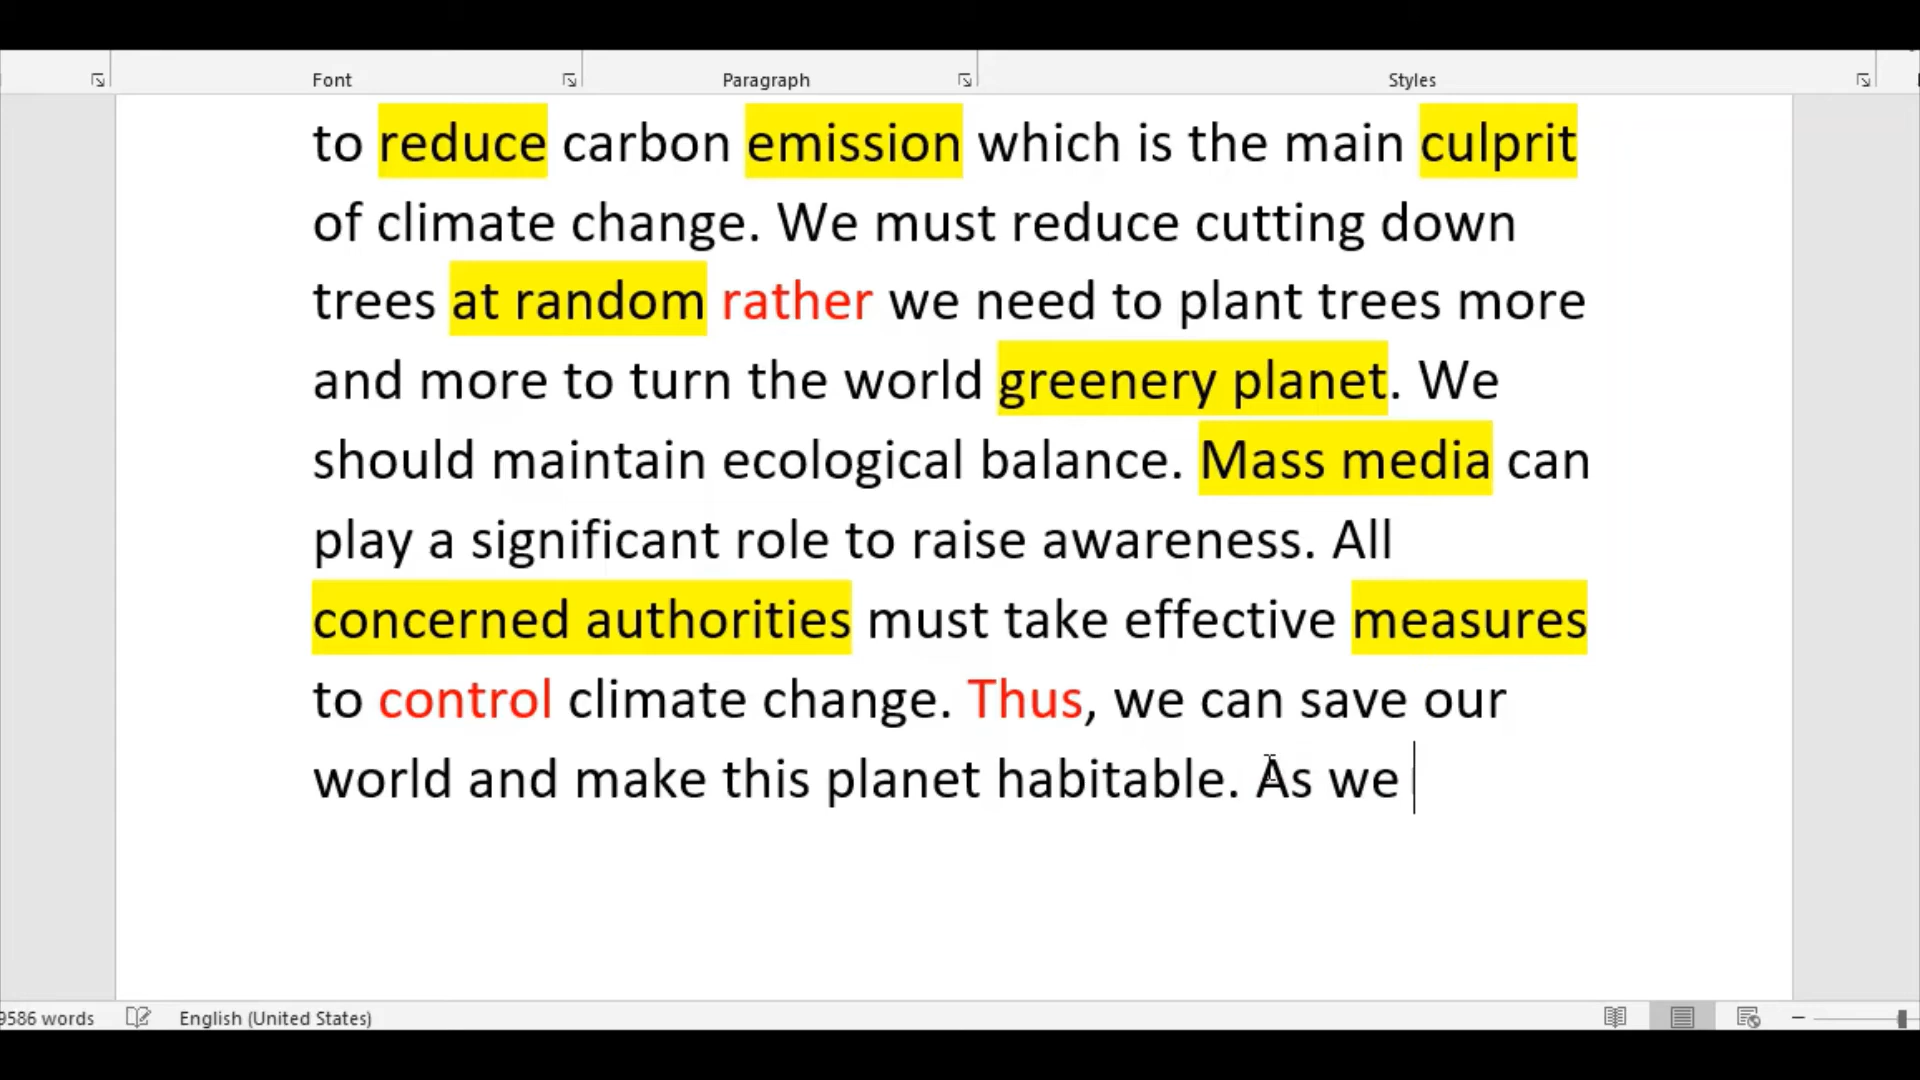 Font Paragraph Styles
to reduce carbon emission which is the main culprit
of climate change. We must reduce cutting down
trees at random rather we need to plant trees more
and more to turn the world greenery planet. We
should maintain ecological balance. Mass media can
play a significant role to raise awareness. All
concerned authorities must take effective measures
to control climate change. Thus, we can save our
world and make this planet habitable. As we
9586 words English (United States)